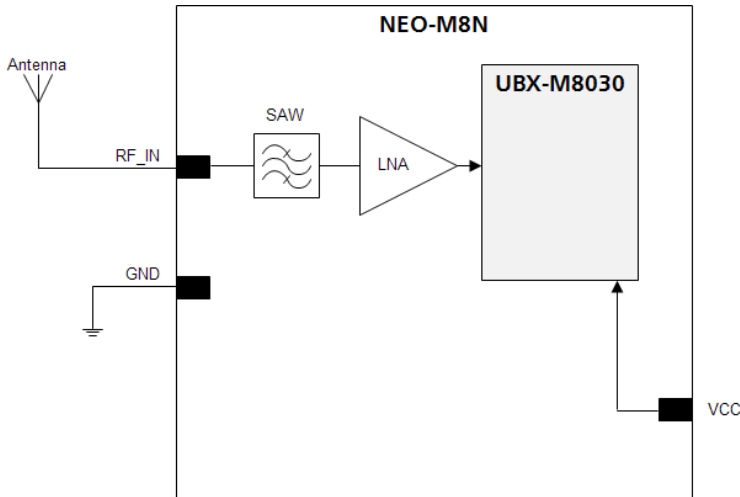 NEO-M8N
Antenna
UBX-M8030
SAW
RF_IN
LNA
GND
VCC